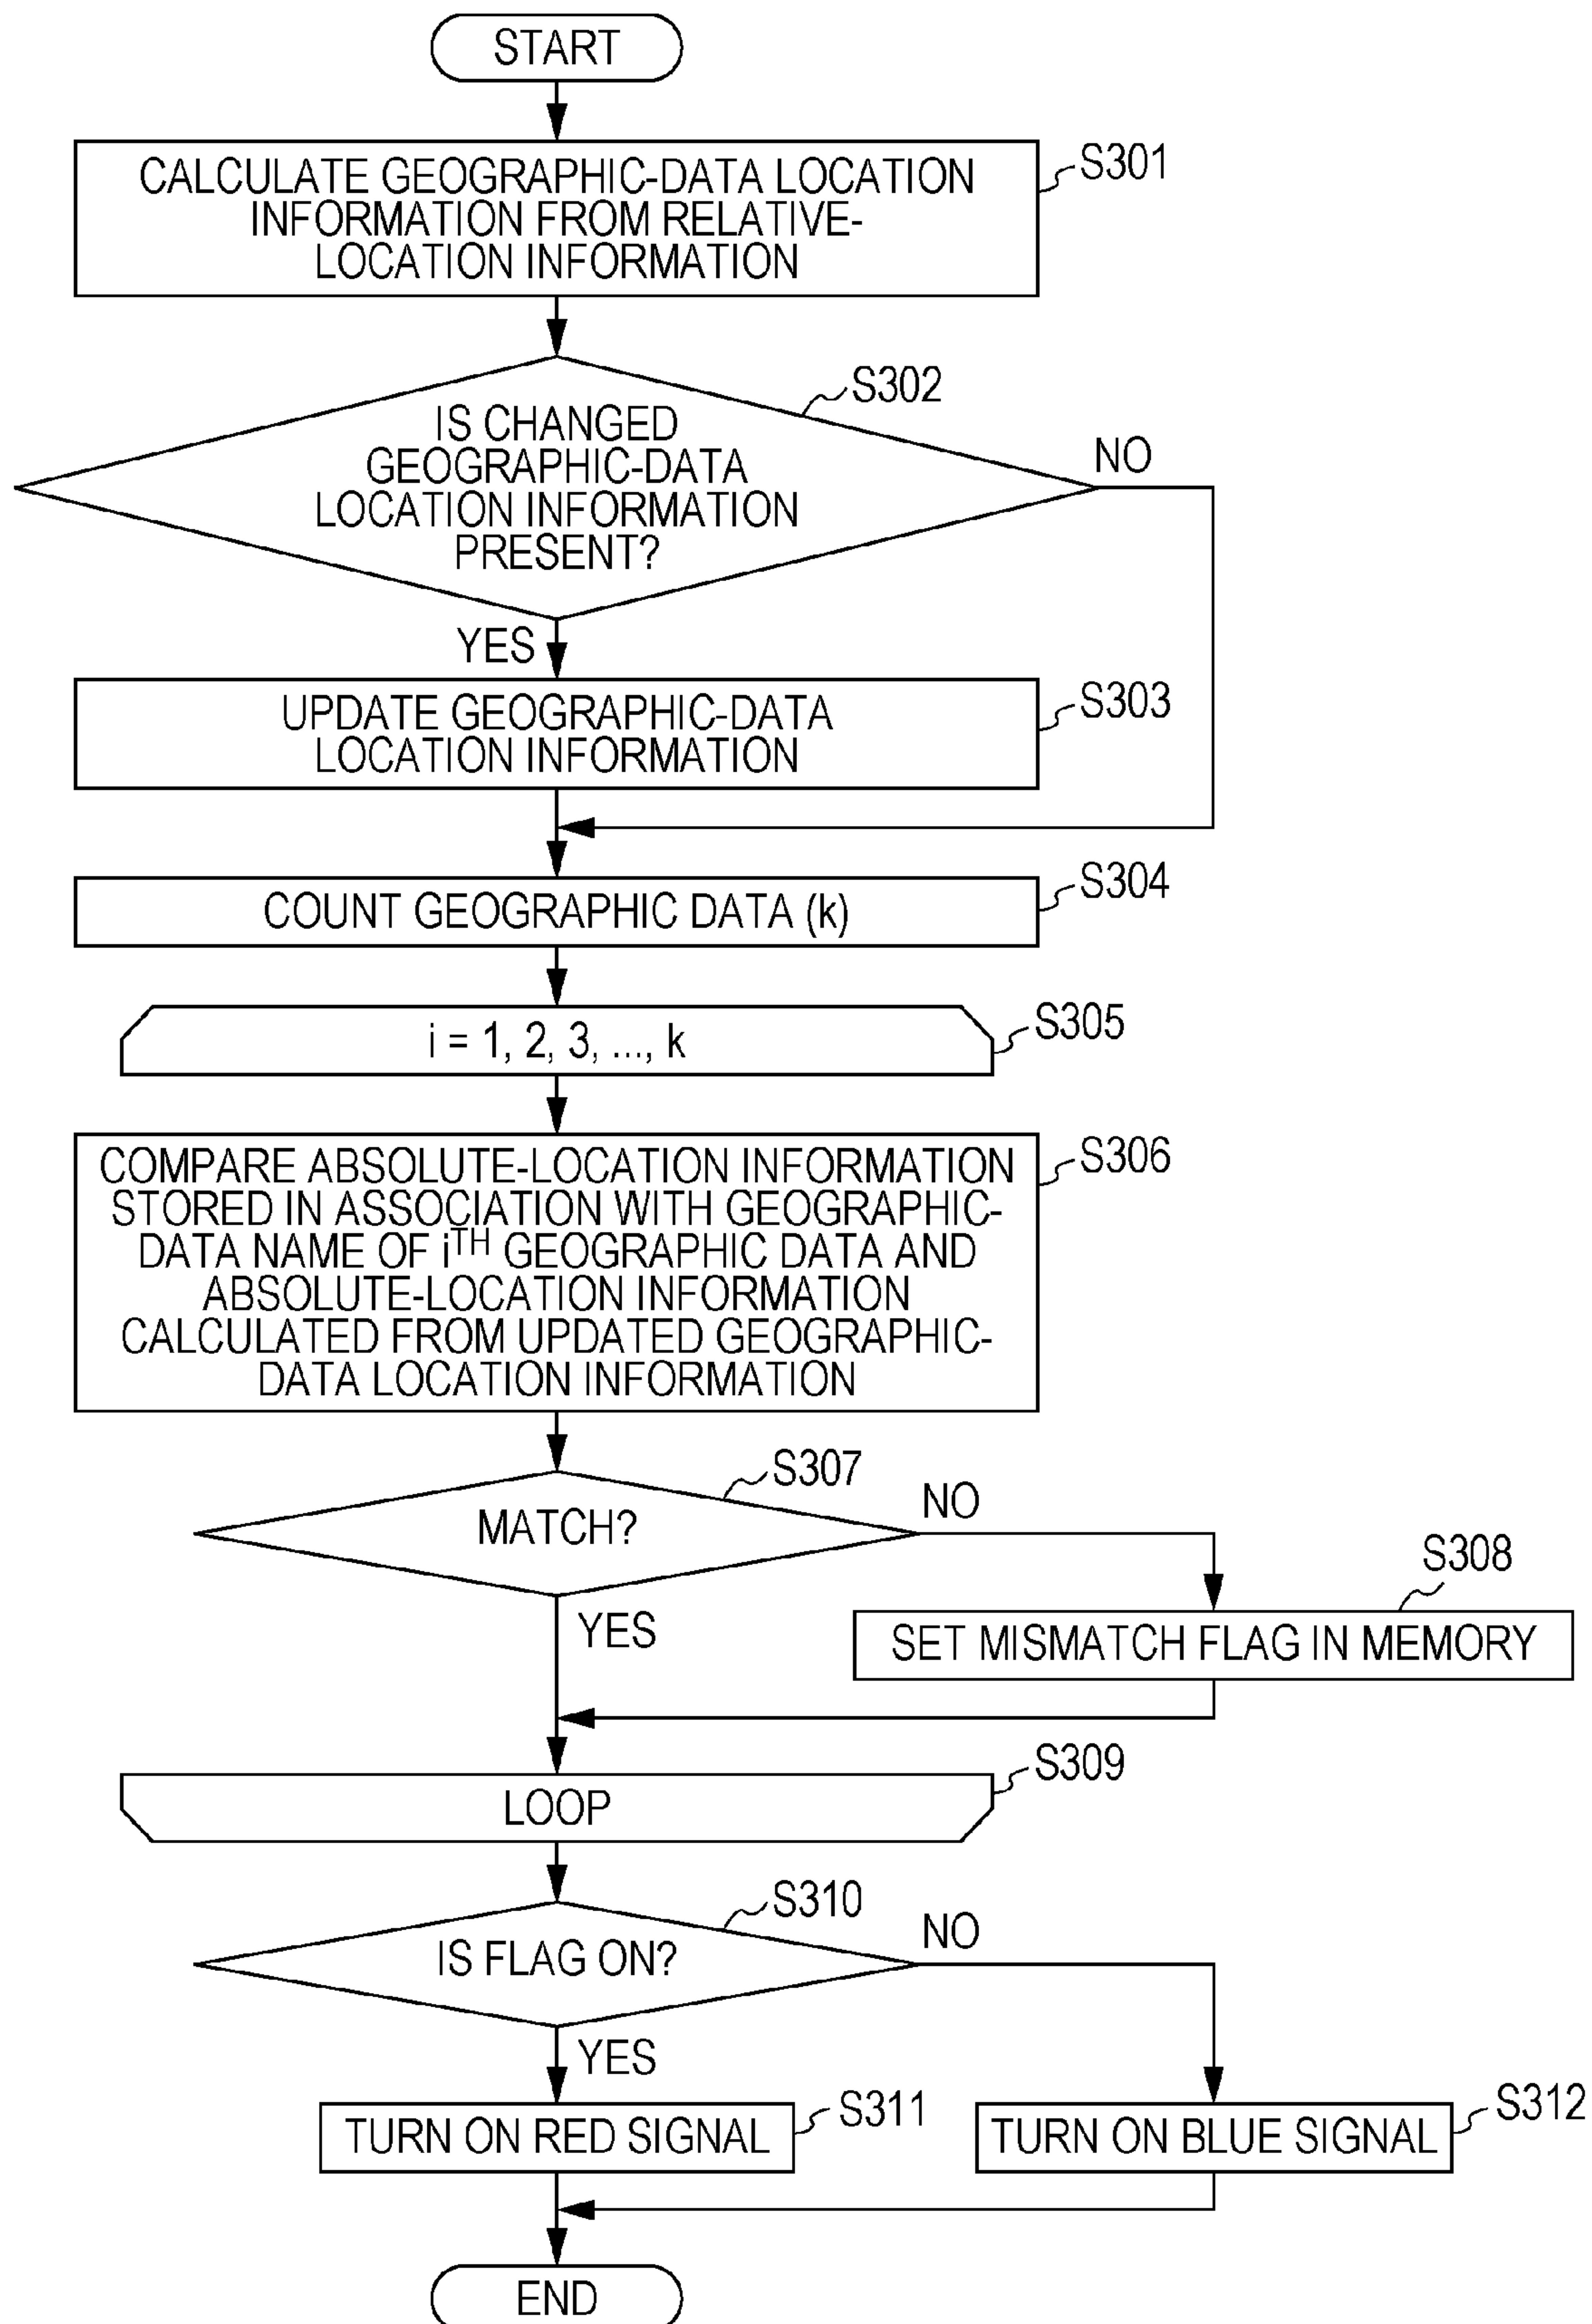 START
CALCULATE GEOGRAPHIC-DATA LOCATION
INFORMATION FROM RELATIVE-
LOCATION INFORMATION
S301
IS CHANGED
GEOGRAPHIC-DATA
LOCATION INFORMATION
PRESENT?
S302
NO
YES
UPDATE GEOGRAPHIC-DATA
LOCATION INFORMATION
S303
COUNT GEOGRAPHIC DATA (k)
S304
i = 1, 2, 3, ..., k
S305
COMPARE ABSOLUTE-LOCATION INFORMATION
STORED IN ASSOCIATION WITH GEOGRAPHIC-
DATA NAME OF iTH GEOGRAPHIC DATA AND
ABSOLUTE-LOCATION INFORMATION
CALCULATED FROM UPDATED GEOGRAPHIC-
DATA LOCATION INFORMATION
S306
MATCH?
S307
NO
YES
S308
SET MISMATCH FLAG IN MEMORY
LOOP
S309
IS FLAG ON?
S310
NO
YES
TURN ON RED SIGNAL
S311
TURN ON BLUE SIGNAL
S312
END